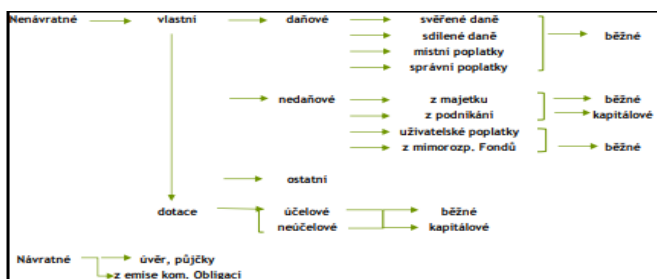 Nenávratné vlastní daňové svěřené daně
sdílené daně běžné
místní poplatky
správní poplatky
nedaňové z majetku běžné
z podnikání kapitálové
uživatelské poplatky
z mimorozp. Fondů běžné
ostatní
dotace účelové běžné
neúčelové kapitálové
Návratné úvěr, půjčky
z emise kom. Obligací